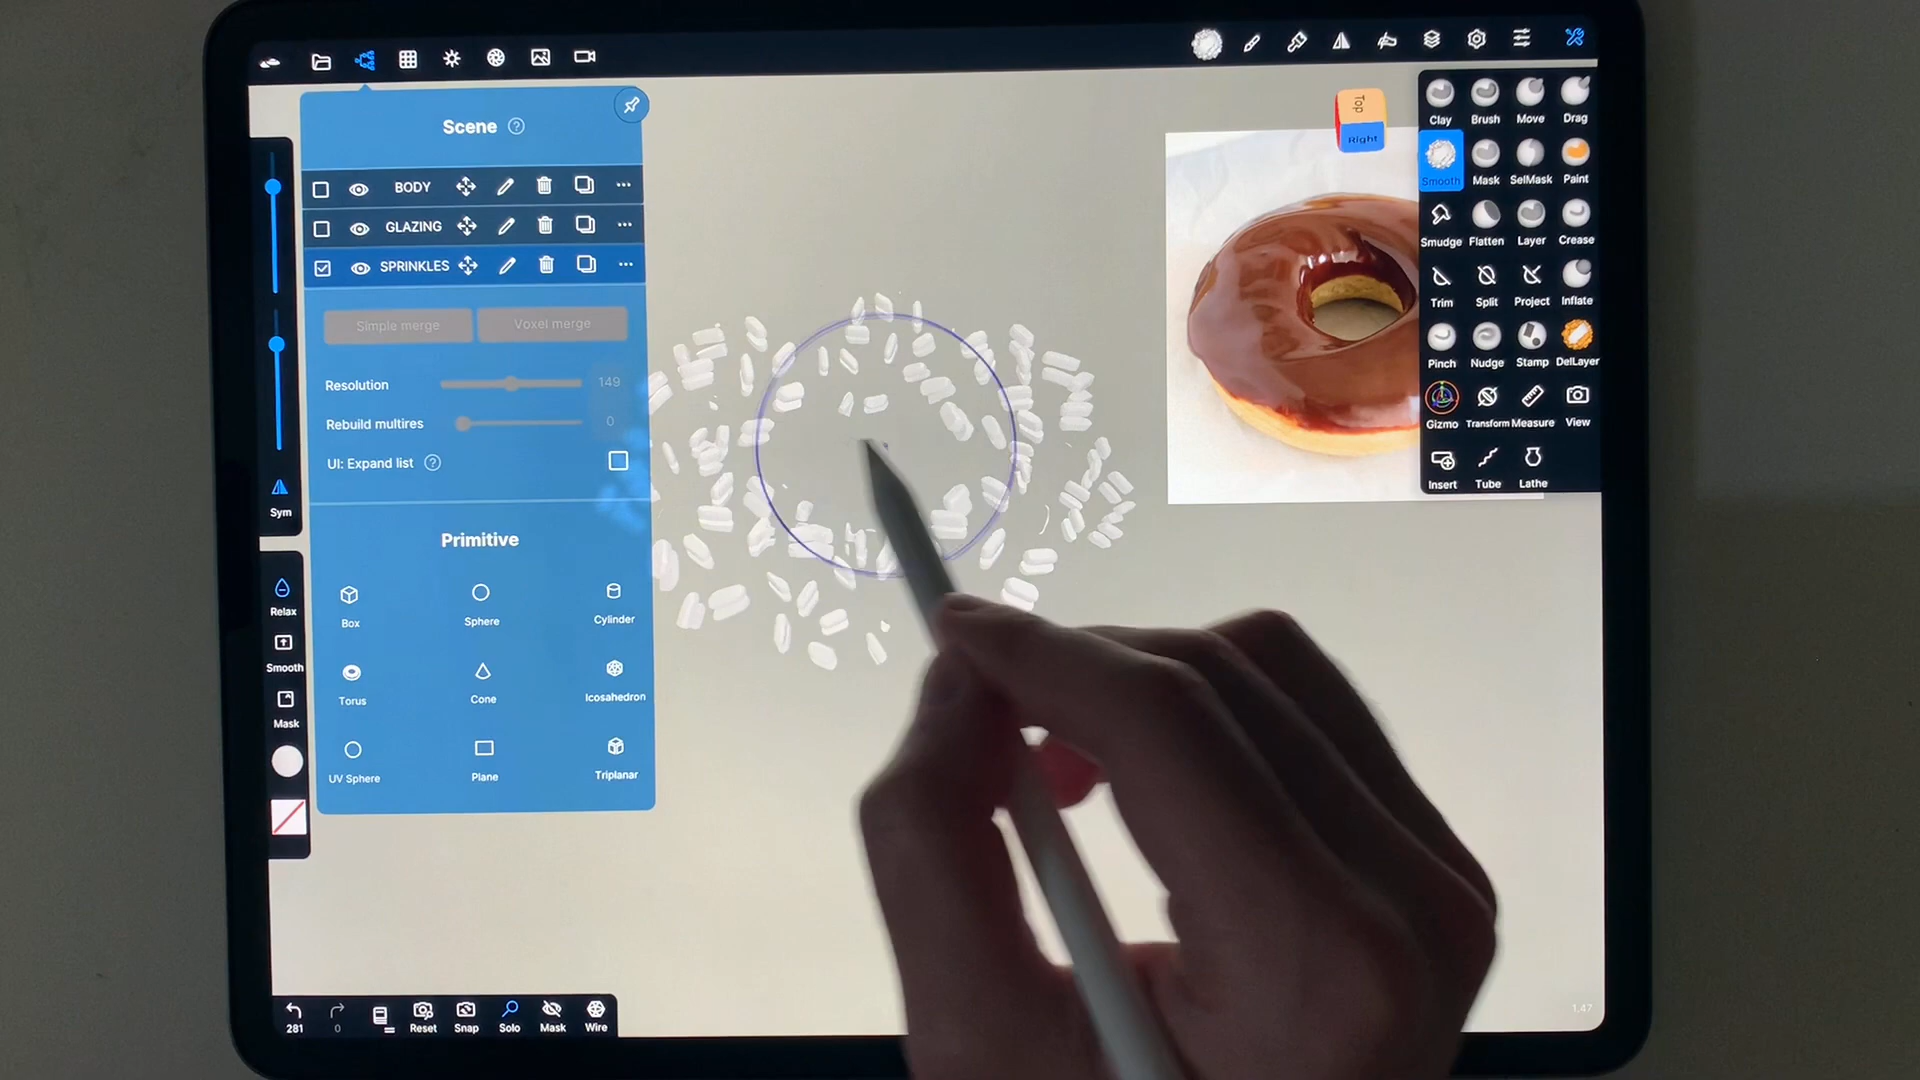 Scene ?
BODY ...
GLAZING ...
SPRINKLES ...
Simple merge
Voxel merge
Resolution 149
Rebuild multires 0
UI: Expand list ?
Primitive
Box
Sphere
Cylinder
Torus
Cone
Icosahedron
UV Sphere
Plane
Triplanar
Sym
Relax
Smooth
Mask
281
0
Reset
Snap
Solo
Mask
Wire
Top
Right
Clay
Brush
Move
Drag
Smooth
Mask
SelMask
Paint
Smudge
Flatten
Layer
Crease
Trim
Split
Project
Inflate
Pinch
Nudge
Stamp
DelLayer
Gizmo
Transform
Measure
View
Insert
Tube
Lathe
1.47